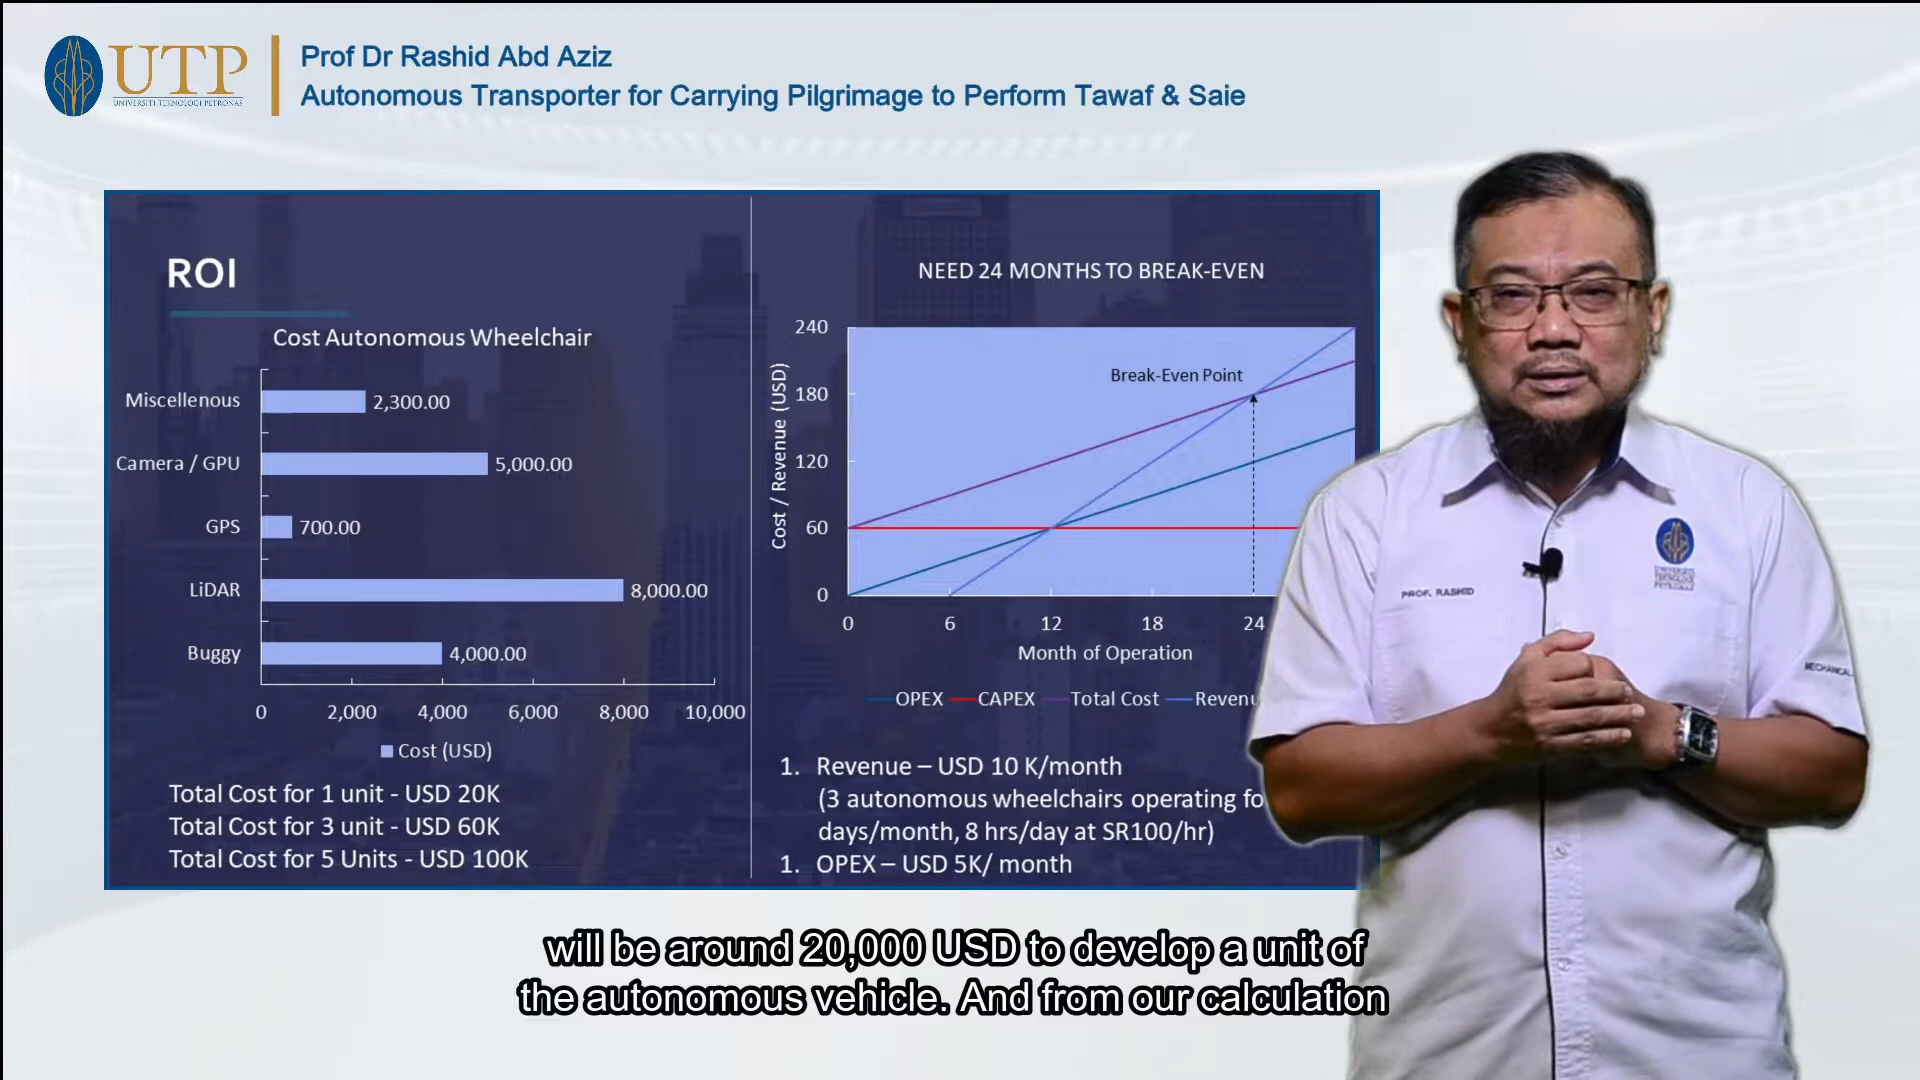 UTP
UNIVERSITI TEKNOLOGI PETRONAS
Prof Dr Rashid Abd Aziz
Autonomous Transporter for Carrying Pilgrimage to Perform Tawaf & Saie
ROI
Cost Autonomous Wheelchair
Miscellenous
2,300.00
Camera / GPU
5,000.00
GPS
700.00
LiDAR
8,000.00
Buggy
4,000.00
0 2,000 4,000 6,000 8,000 10,000
Cost (USD)
Total Cost for 1 unit - USD 20K
Total Cost for 3 unit - USD 60K
Total Cost for 5 Units - USD 100K
NEED 24 MONTHS TO BREAK-EVEN
Cost / Revenue (USD)
240
180
120
60
0
Break-Even Point
0 6 12 18 24
Month of Operation
OPEX CAPEX Total Cost Revenu
1. Revenue – USD 10 K/month
(3 autonomous wheelchairs operating fo
days/month, 8 hrs/day at SR100/hr)
1. OPEX – USD 5K/ month
PROF. RASHID
UNIVERSITI
TEKNOLOGI
PETRONAS
MECHANICAL
will be around 20,000 USD to develop a unit of
the autonomous vehicle. And from our calculation